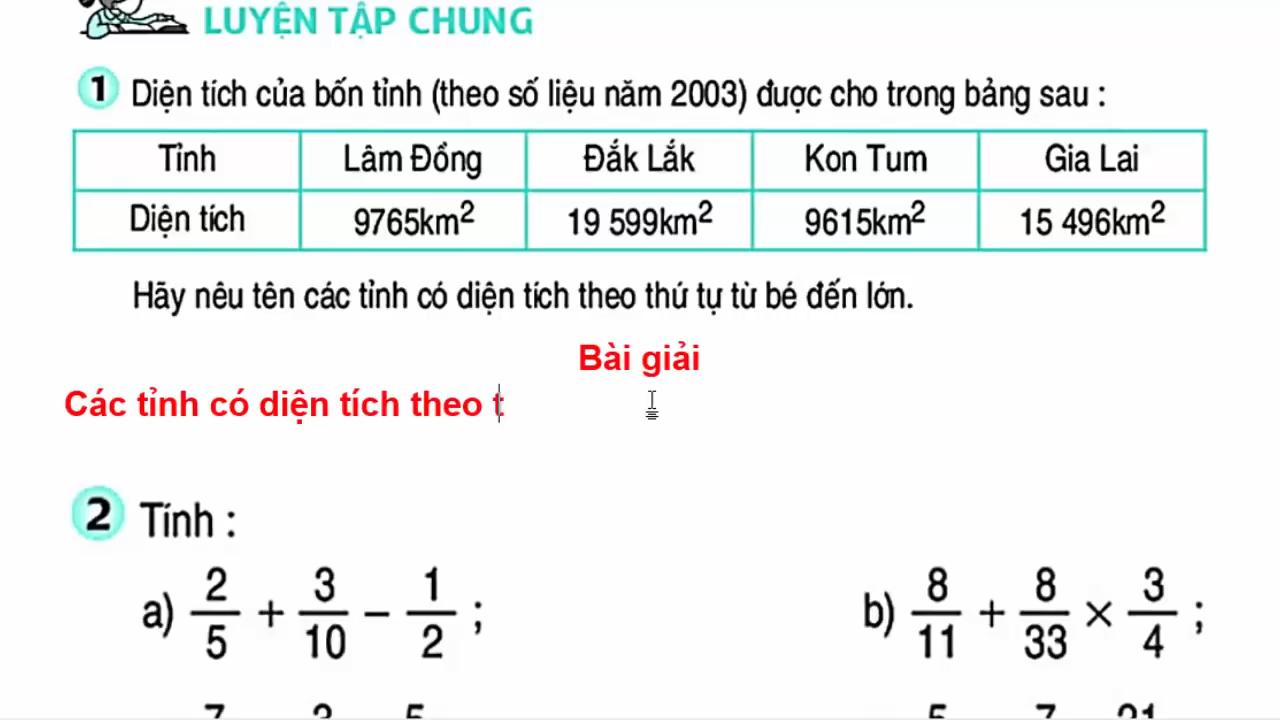 LUYỆN TẬP CHUNG
1 Diện tích của bốn tỉnh (theo số liệu năm 2003) được cho trong bảng sau :
Tỉnh Lâm Đồng Đắk Lắk Kon Tum Gia Lai
Diện tích 9765km² 19 599km² 9615km² 15 496km²
Hãy nêu tên các tỉnh có diện tích theo thứ tự từ bé đến lớn.
Bài giải
Các tỉnh có diện tích theo t
2 Tính :
a) 2/5 + 3/10 − 1/2 ; b) 8/11 + 8/33 × 3/4 ;